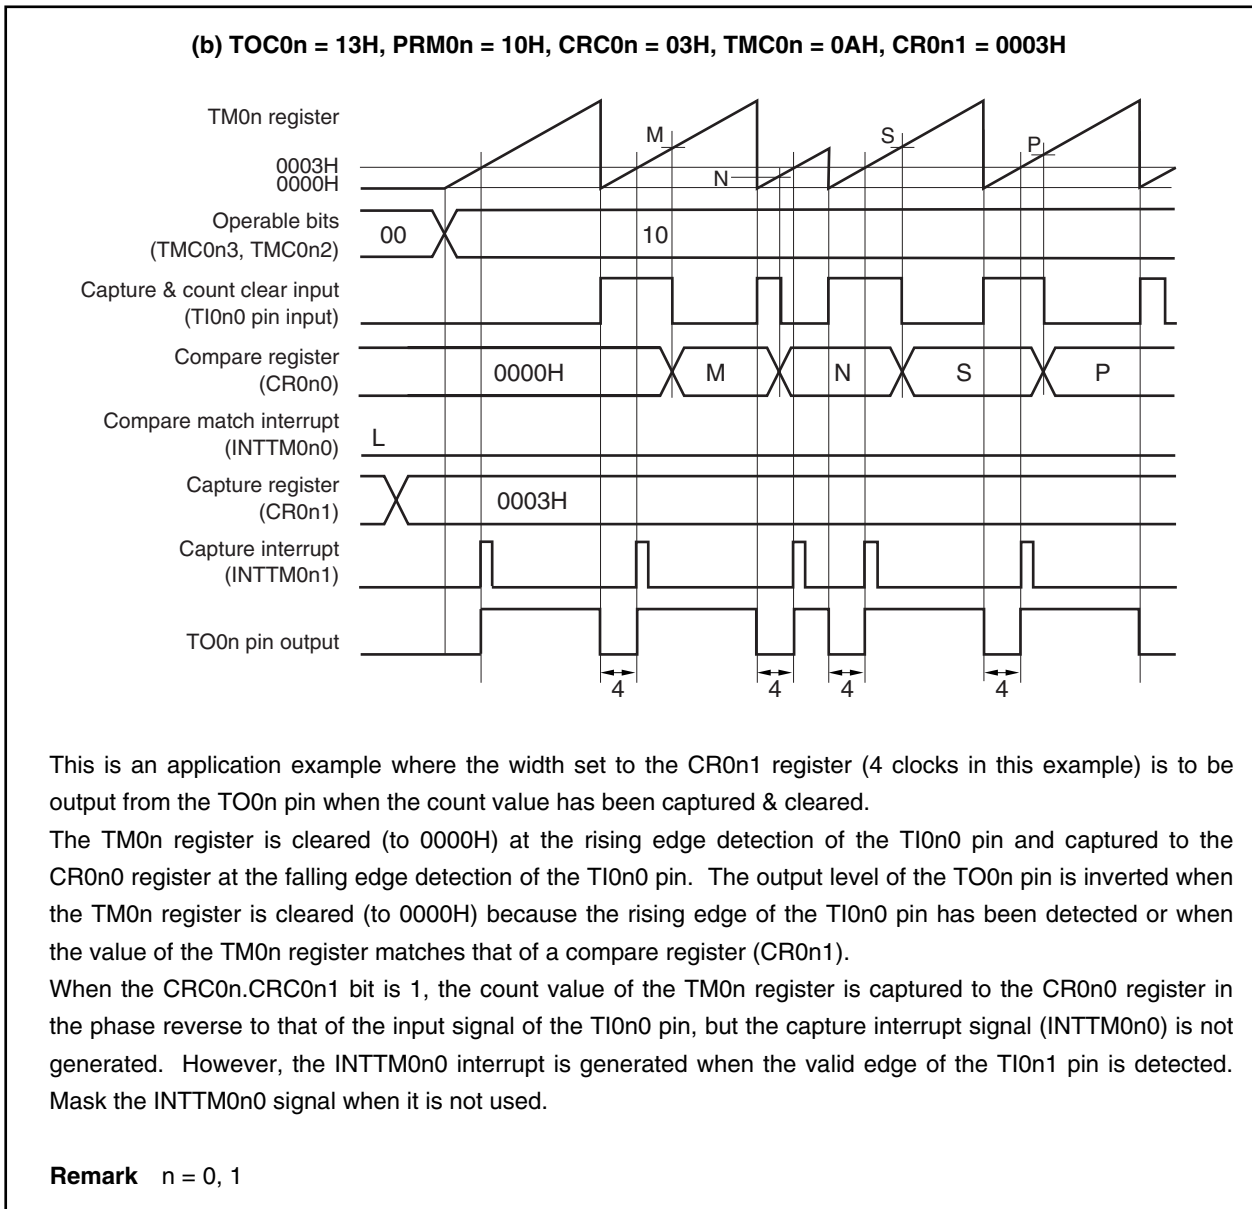 (b) TOC0n = 13H, PRM0n = 10H, CRC0n = 03H, TMC0n = 0AH, CR0n1 = 0003H
TM0n register
M
S
P
N
0003H
0000H
Operable bits
(TMC0n3, TMC0n2)
00
10
Capture & count clear input
(TI0n0 pin input)
Compare register
(CR0n0)
0000H
M
N
S
P
Compare match interrupt
(INTTM0n0)
L
Capture register
(CR0n1)
0003H
Capture interrupt
(INTTM0n1)
TO0n pin output
4
4
4
4
This is an application example where the width set to the CR0n1 register (4 clocks in this example) is to be
output from the TO0n pin when the count value has been captured & cleared.
The TM0n register is cleared (to 0000H) at the rising edge detection of the TI0n0 pin and captured to the
CR0n0 register at the falling edge detection of the TI0n0 pin. The output level of the TO0n pin is inverted when
the TM0n register is cleared (to 0000H) because the rising edge of the TI0n0 pin has been detected or when
the value of the TM0n register matches that of a compare register (CR0n1).
When the CRC0n.CRC0n1 bit is 1, the count value of the TM0n register is captured to the CR0n0 register in
the phase reverse to that of the input signal of the TI0n0 pin, but the capture interrupt signal (INTTM0n0) is not
generated. However, the INTTM0n0 interrupt is generated when the valid edge of the TI0n1 pin is detected.
Mask the INTTM0n0 signal when it is not used.
Remark n = 0, 1